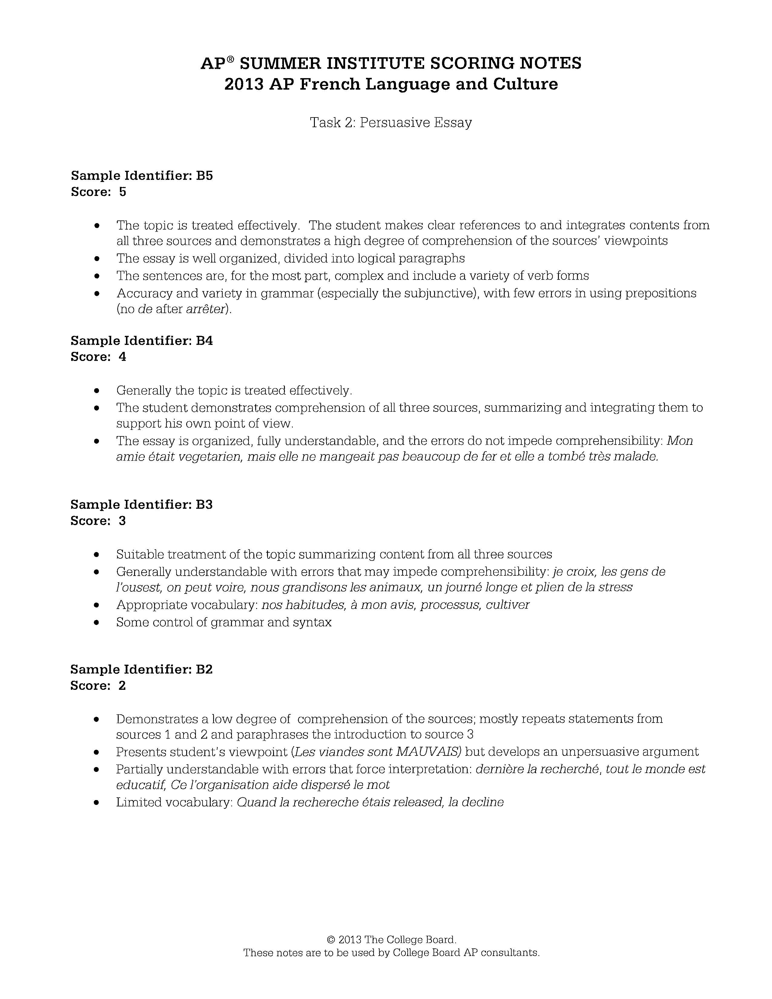 AP® SUMMER INSTITUTE SCORING NOTES
2013 AP French Language and Culture
Task 2: Persuasive Essay
Sample Identifier: B5
Score: 5
• The topic is treated effectively. The student makes clear references to and integrates contents from
all three sources and demonstrates a high degree of comprehension of the sources' viewpoints
• The essay is well organized, divided into logical paragraphs
• The sentences are, for the most part, complex and include a variety of verb forms
• Accuracy and variety in grammar (especially the subjunctive), with few errors in using prepositions
(no de after arrêter).
Sample Identifier: B4
Score: 4
• Generally the topic is treated effectively.
• The student demonstrates comprehension of all three sources, summarizing and integrating them to
support his own point of view.
• The essay is organized, fully understandable, and the errors do not impede comprehensibility: Mon
amie était vegetarien, mais elle ne mangeait pas beaucoup de fer et elle a tombé très malade.
Sample Identifier: B3
Score: 3
• Suitable treatment of the topic summarizing content from all three sources
• Generally understandable with errors that may impede comprehensibility: je croix, les gens de
l'ousest, on peut voire, nous grandisons les animaux, un journé longe et plien de la stress
• Appropriate vocabulary: nos habitudes, à mon avis, processus, cultiver
• Some control of grammar and syntax
Sample Identifier: B2
Score: 2
• Demonstrates a low degree of comprehension of the sources; mostly repeats statements from
sources 1 and 2 and paraphrases the introduction to source 3
• Presents student's viewpoint (Les viandes sont MAUVAIS) but develops an unpersuasive argument
• Partially understandable with errors that force interpretation: dernière la recherché, tout le monde est
educatif, Ce l'organisation aide dispersé le mot
• Limited vocabulary: Quand la rechereche étais released, la decline
© 2013 The College Board.
These notes are to be used by College Board AP consultants.